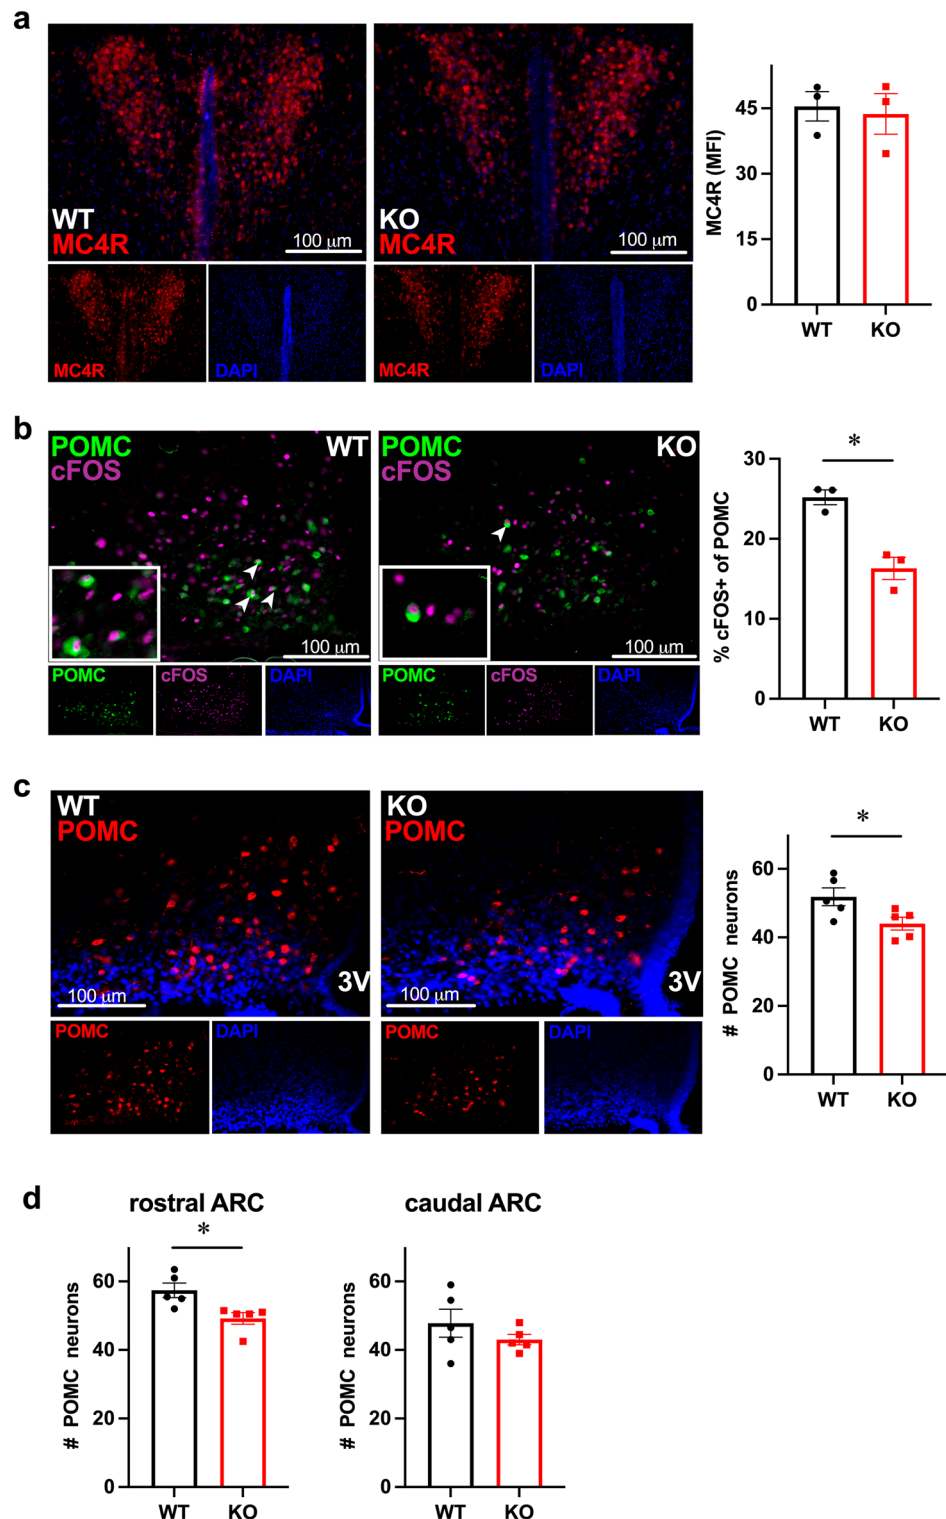 a
WT
MC4R
100 μm
KO
MC4R
100 μm
MC4R
DAPI
MC4R
DAPI
MC4R (MFI)
45
30
15
0
WT
KO
b
POMC
cFOS
WT
100 μm
POMC
cFOS
KO
100 μm
POMC
cFOS
DAPI
POMC
cFOS
DAPI
% cFOS+ of POMC
*
30
20
10
0
WT
KO
c
WT
POMC
3V
100 μm
KO
POMC
3V
100 μm
POMC
DAPI
POMC
DAPI
# POMC neurons
*
60
40
20
0
WT
KO
d
rostral ARC
# POMC neurons
*
60
40
20
0
WT
KO
caudal ARC
# POMC neurons
60
40
20
0
WT
KO